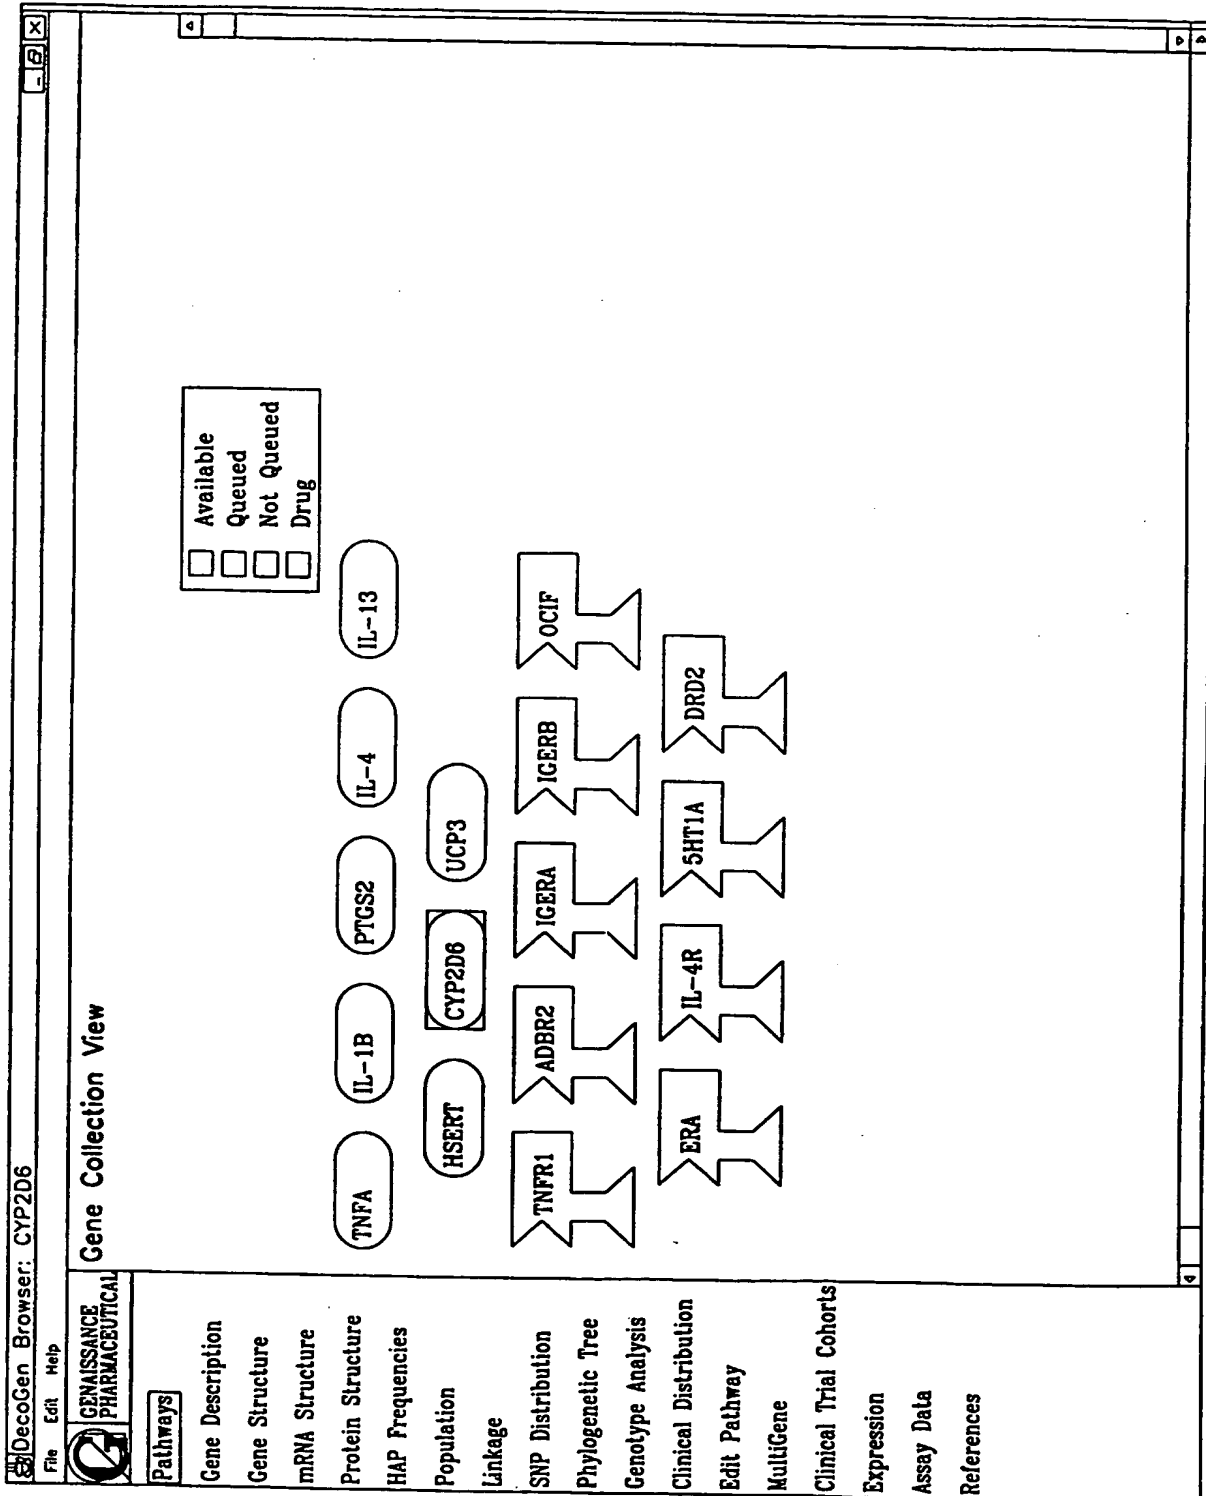 DecoGen Browser: CYP2D6
File Edit Help
GENAISSANCE
PHARMACEUTICAL
Gene Collection View
Pathways
Gene Description
Gene Structure
mRNA Structure
Protein Structure
HAP Frequencies
Population
Linkage
SNP Distribution
Phylogenetic Tree
Genotype Analysis
Clinical Distribution
Edit Pathway
MultiGene
Clinical Trial Cohorts
Expression
Assay Data
References
Available
Queued
Not Queued
Drug
TNFA IL-1B PTGS2 IL-4 IL-13
HSERT CYP2D6 UCP3
TNFR1 ADBR2 IGERA IGERB OCIF
ERA IL-4R 5HT1A DRD2